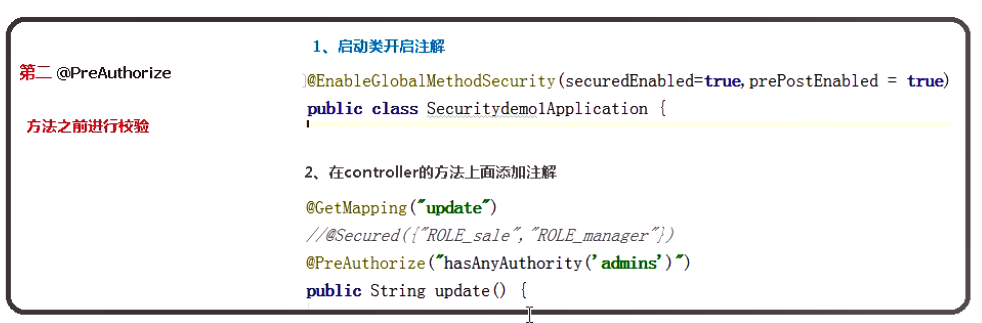 1、启动类开启注解
第二 @PreAuthorize
@EnableGlobalMethodSecurity(securedEnabled=true,prePostEnabled = true)
public class Securitydemo1Application {
方法之前进行校验
2、在controller的方法上面添加注解
@GetMapping("update")
//@Secured({"ROLE_sale","ROLE_manager"})
@PreAuthorize("hasAnyAuthority('admins')")
public String update() {